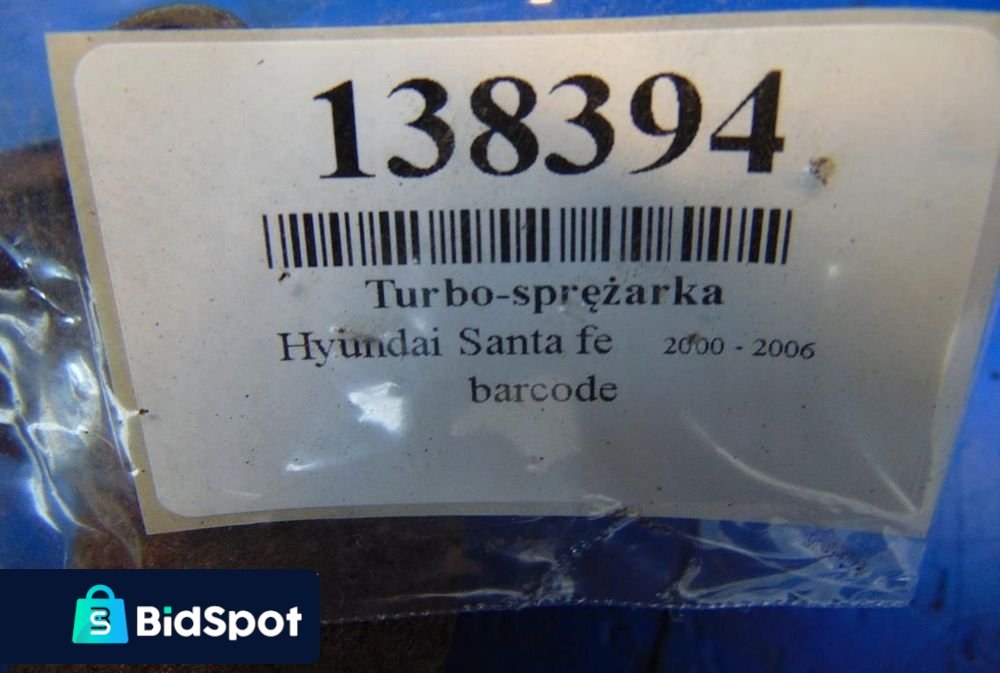 138394
Turbo-sprężarka
Hyundai Santa fe 2000 - 2006
barcode
BidSpot